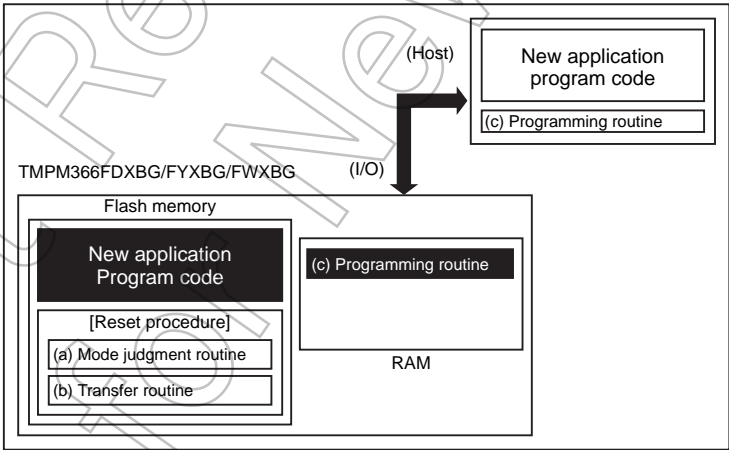 (Host)
New application
program code
(c) Programming routine
TMPM366FDXBG/FYXBG/FWXBG
(I/O)
Flash memory
New application
Program code
(c) Programming routine
[Reset procedure]
(a) Mode judgment routine
(b) Transfer routine
RAM